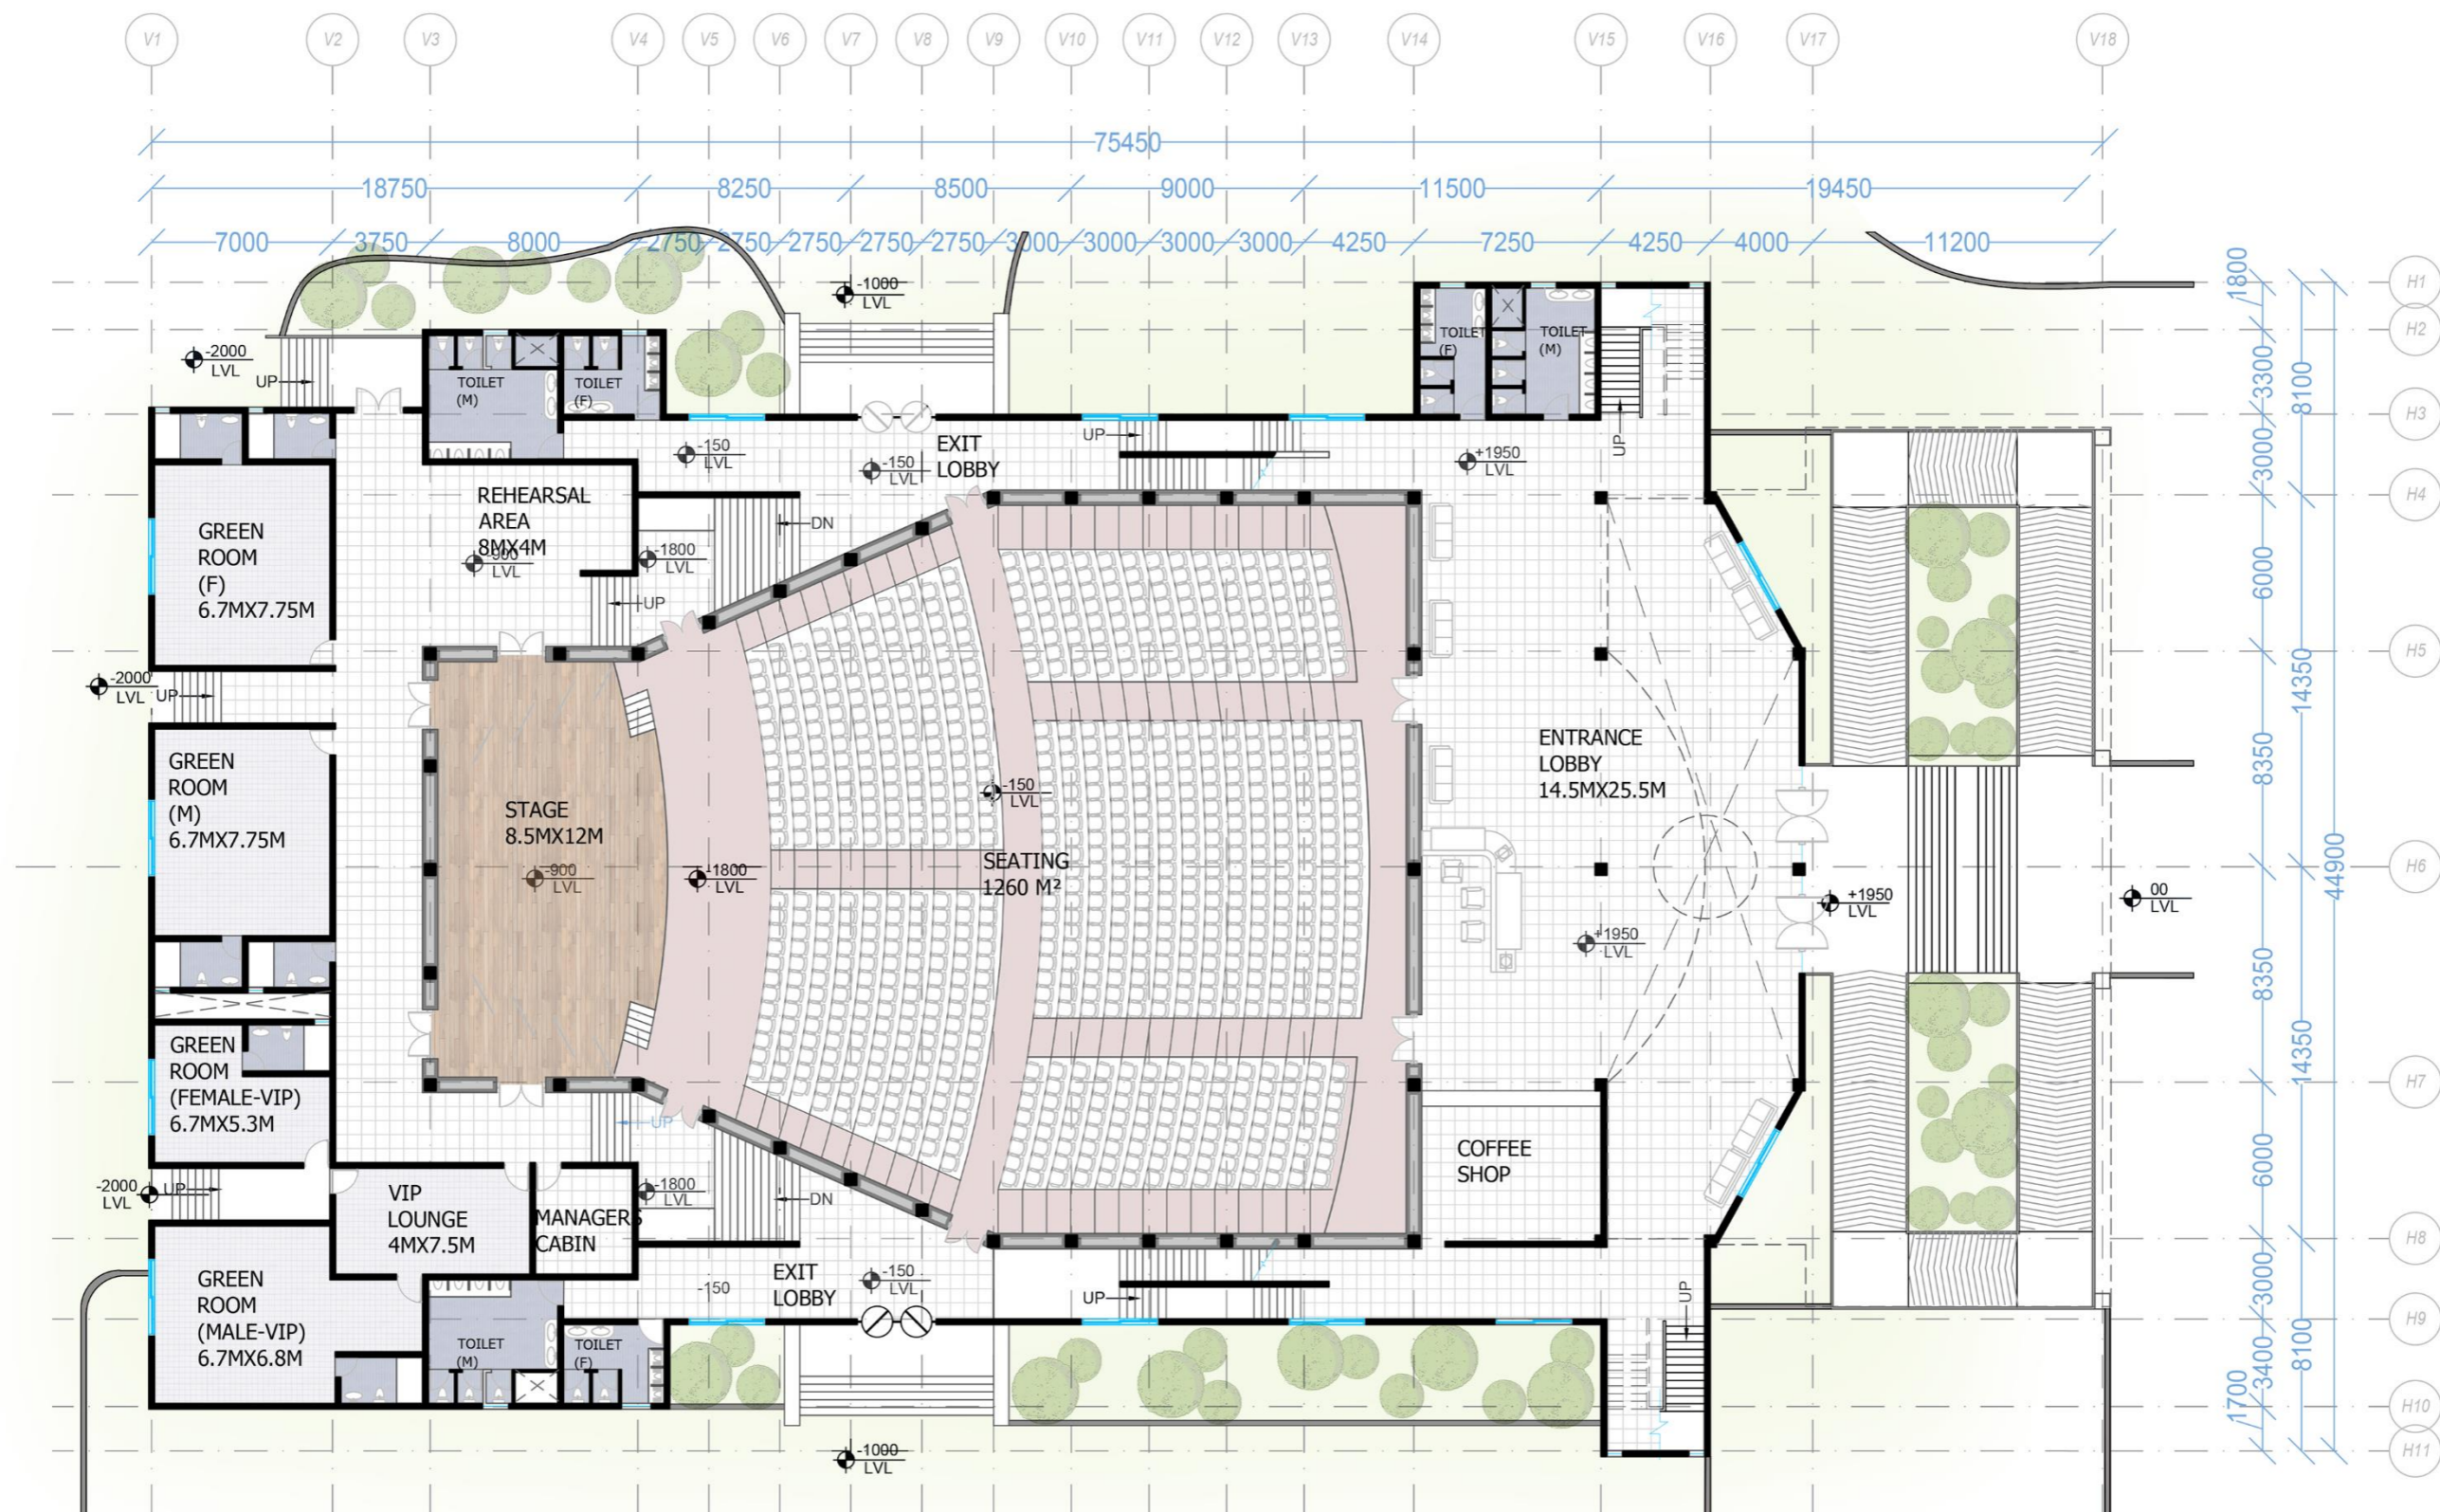 V1 V2 V3 V4 V5 V6 V7 V8 V9 V10 V11 V12 V13 V14 V15 V16 V17 V18
75450
18750 8250 8500 9000 11500 19450
7000 3750 8000 2750 2750 2750 2750 2750 3000 3000 3000 3000 4250 7250 4250 4000 11200
H1
H2
H3
H4
H5
H6
H7
H8
H9
H10
H11
1800
3300
3000
6000
8350
8350
6000
3000
3400
1700
8100
14350
14350
8100
44900
-1000
LVL
-2000
LVL
UP
TOILET
(M)
TOILET
(F)
TOILET
(F)
TOILET
(M)
UP
-150
LVL
-150
LVL
EXIT
LOBBY
UP
+1950
LVL
GREEN
ROOM
(F)
6.7MX7.75M
REHEARSAL
AREA
8MX4M
-900
LVL
DN
-1800
LVL
UP
-2000
LVL
UP
GREEN
ROOM
(M)
6.7MX7.75M
STAGE
8.5MX12M
-900
LVL
-1800
LVL
-150
LVL
SEATING
1260 M²
ENTRANCE
LOBBY
14.5MX25.5M
+1950
LVL
+1950
LVL
00
LVL
GREEN
ROOM
(FEMALE-VIP)
6.7MX5.3M
UP
-2000
LVL
UP
VIP
LOUNGE
4MX7.5M
MANAGERS
CABIN
-1800
LVL
DN
COFFEE
SHOP
GREEN
ROOM
(MALE-VIP)
6.7MX6.8M
-150
EXIT
LOBBY
-150
LVL
UP
UP
TOILET
(M)
TOILET
(F)
-1000
LVL